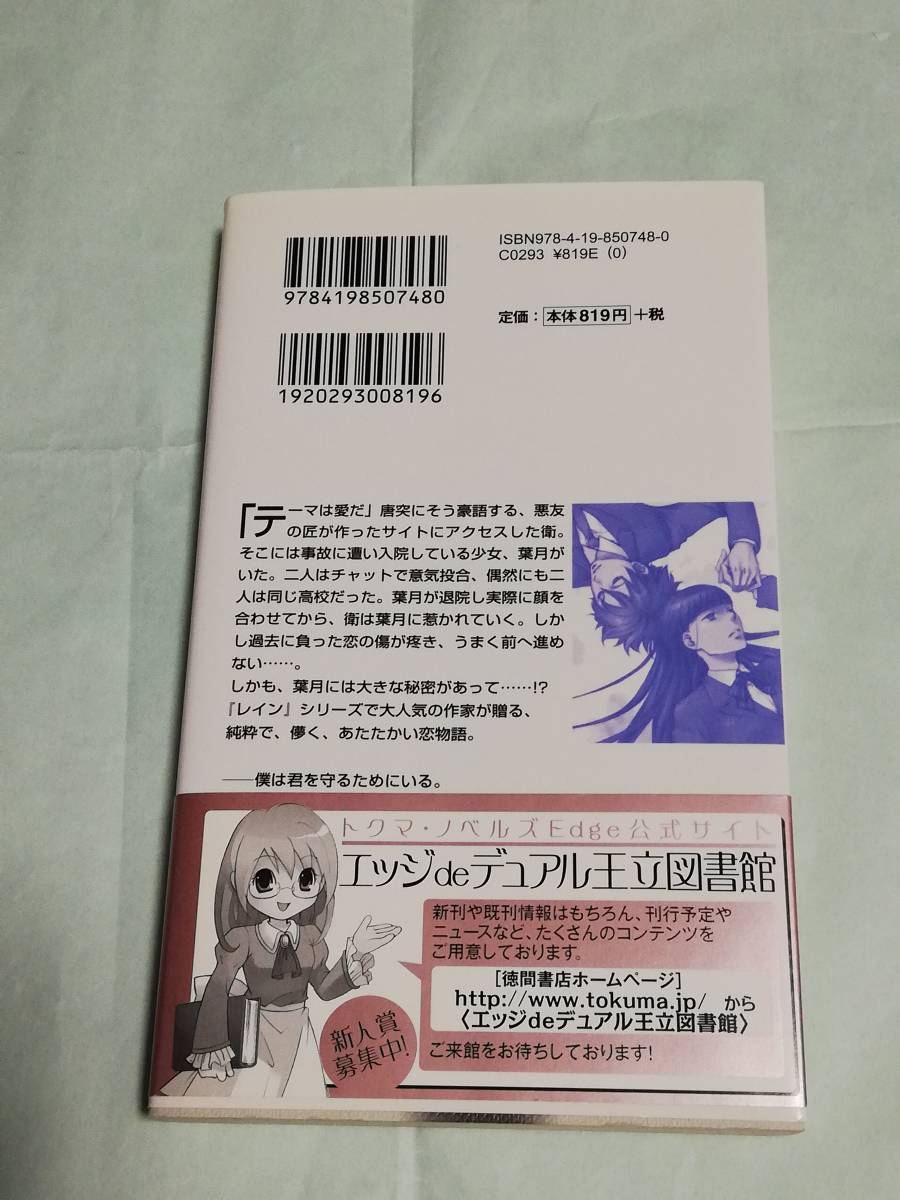 ISBN978-4-19-850748-0
C0293 ¥819E (0)
9784198507480
定価：本体819円+税
1920293008196
「テーマは愛だ」唐突にそう豪語する、悪友
の匠が作ったサイトにアクセスした衛。
そこには事故に遭い入院している少女、葉月が
いた。二人はチャットで意気投合、偶然にも二
人は同じ高校だった。葉月が退院し実際に顔を
合わせてから、衛は葉月に惹かれていく。しか
し過去に負った恋の傷が疼き、うまく前へ進め
ない……。
しかも、葉月には大きな秘密があって……!?
『レイン』シリーズで大人気の作家が贈る、
純粋で、儚く、あたたかい恋物語。
――僕は君を守るためにいる。
トクマ・ノベルズEdge公式サイト
エッジdeデュアル王立図書館
新刊や既刊情報はもちろん、刊行予定や
ニュースなど、たくさんのコンテンツを
ご用意しております。
[徳間書店ホームページ]
http://www.tokuma.jp/ から
〈エッジdeデュアル王立図書館〉
ご来館をお待ちしております!
新人賞
募集中!